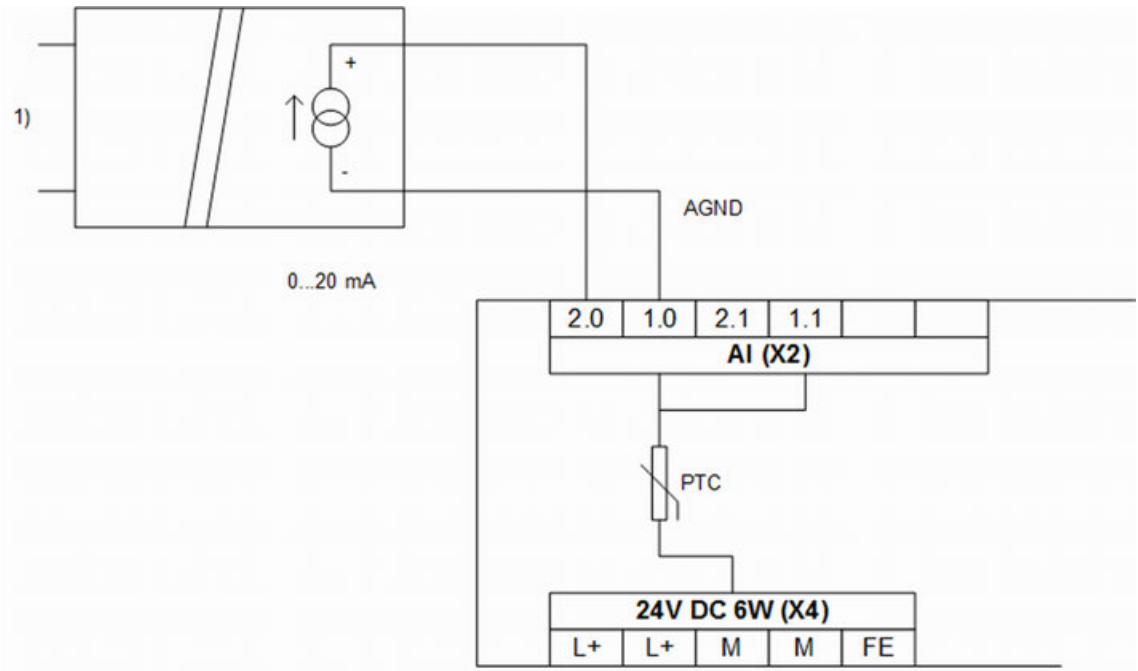 +
1)
-
AGND
0...20 mA
2.0 1.0 2.1 1.1
AI (X2)
PTC
24V DC 6W (X4)
L+ L+ M M FE